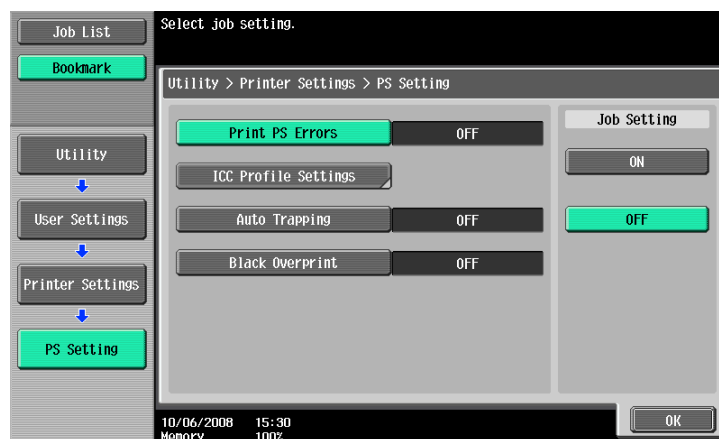 Job List
Bookmark
Utility
User Settings
Printer Settings
PS Setting
Select job setting.
Utility > Printer Settings > PS Setting
Print PS Errors OFF
ICC Profile Settings
Auto Trapping OFF
Black Overprint OFF
Job Setting
ON
OFF
10/06/2008 15:30
Memory 100%
OK